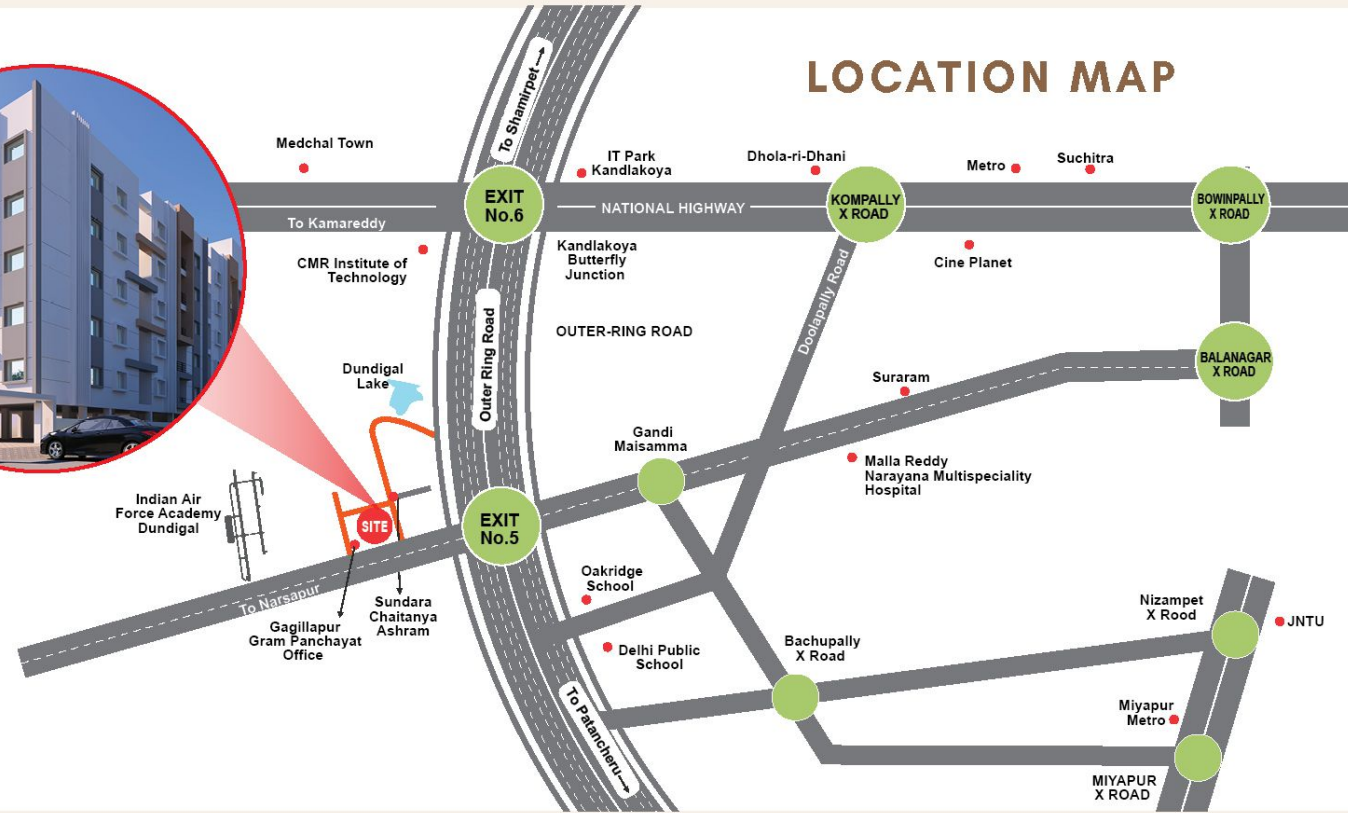 LOCATION MAP
To Shamirpet
Medchal Town
IT Park
Kandlakoya
Dhola-ri-Dhani
Metro
Suchitra
EXIT
No.6
NATIONAL HIGHWAY
KOMPALLY
X ROAD
BOWINPALLY
X ROAD
To Kamareddy
CMR Institute of
Technology
Kandlakoya
Butterfly
Junction
Cine Planet
Doolapally Road
OUTER-RING ROAD
Outer Ring Road
BALANAGAR
X ROAD
Dundigal
Lake
Suraram
Gandi
Maisamma
Malla Reddy
Narayana Multispeciality
Hospital
Indian Air
Force Academy
Dundigal
SITE
EXIT
No.5
To Narsapur
Gagillapur
Gram Panchayat
Office
Sundara
Chaitanya
Ashram
Oakridge
School
Delhi Public
School
Bachupally
X Road
Nizampet
X Rood
JNTU
To Patancheru
Miyapur
Metro
MIYAPUR
X ROAD